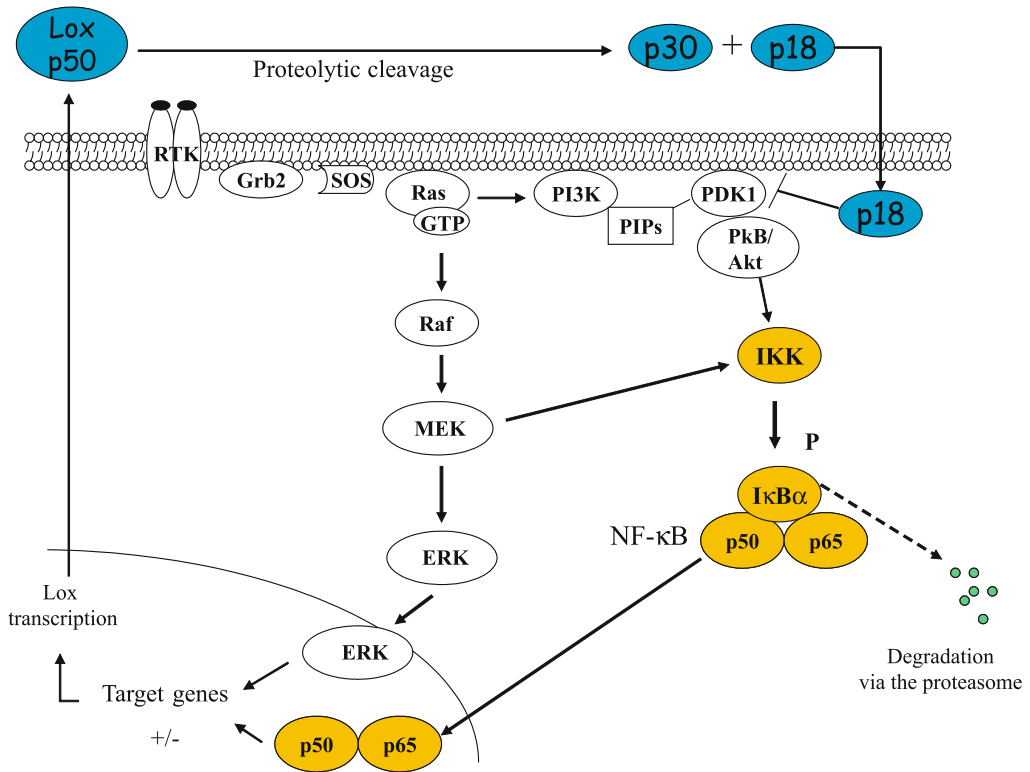 Lox
p50
Proteolytic cleavage
p30 + p18
RTK
Grb2
SOS
Ras
GTP
PI3K
PIPs
PDK1
PkB/
Akt
p18
Raf
IKK
MEK
P
IκBα
NF-κB
p50
p65
ERK
Lox
transcription
ERK
Degradation
via the proteasome
Target genes
+/-
p50
p65